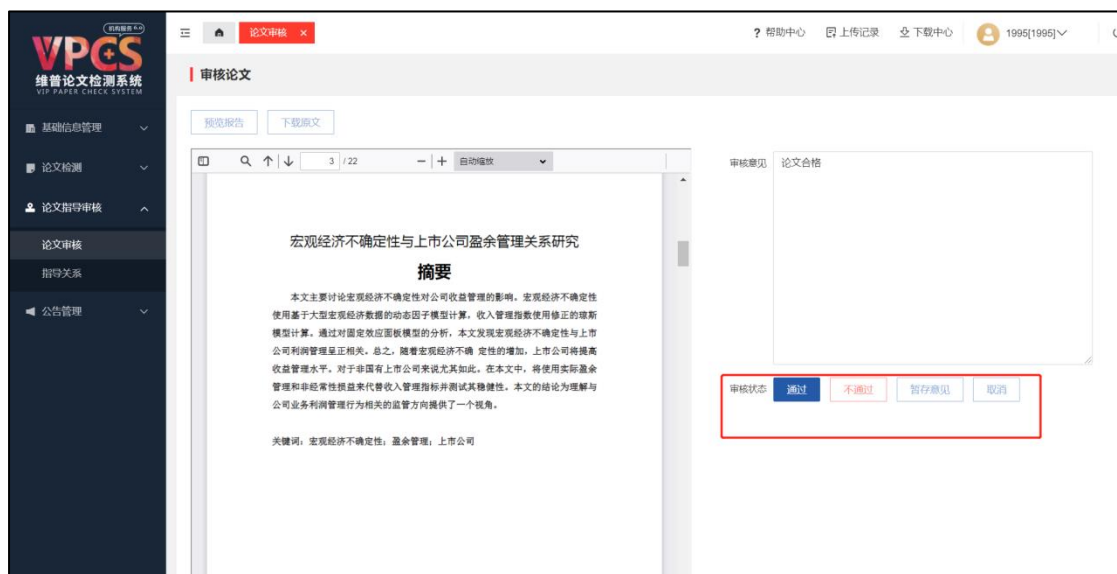 机构服务 6.0
VPCS
维普论文检测系统
VIP PAPER CHECK SYSTEM
论文审核 ×
? 帮助中心 上传记录 下载中心 1995[1995]
审核论文
基础信息管理
论文检测
论文指导审核
论文审核
指导关系
公告管理
预览报告 下载原文
3 / 22 自动缩放
宏观经济不确定性与上市公司盈余管理关系研究
摘要
本文主要讨论宏观经济不确定性对公司收益管理的影响。宏观经济不确定性
使用基于大型宏观经济数据的动态因子模型计算，收入管理指数使用修正的琼斯
模型计算。通过对固定效应面板模型的分析，本文发现宏观经济不确定性与上市
公司利润管理呈正相关。总之，随着宏观经济不确 定性的增加，上市公司将提高
收益管理水平。对于非国有上市公司来说尤其如此。在本文中，将使用实际盈余
管理和非经常性损益来代替收入管理指标并测试其稳健性。本文的结论为理解与
公司业务利润管理行为相关的监管方向提供了一个视角。
关键词：宏观经济不确定性；盈余管理；上市公司
审核意见 论文合格
审核状态 通过 不通过 暂存意见 取消